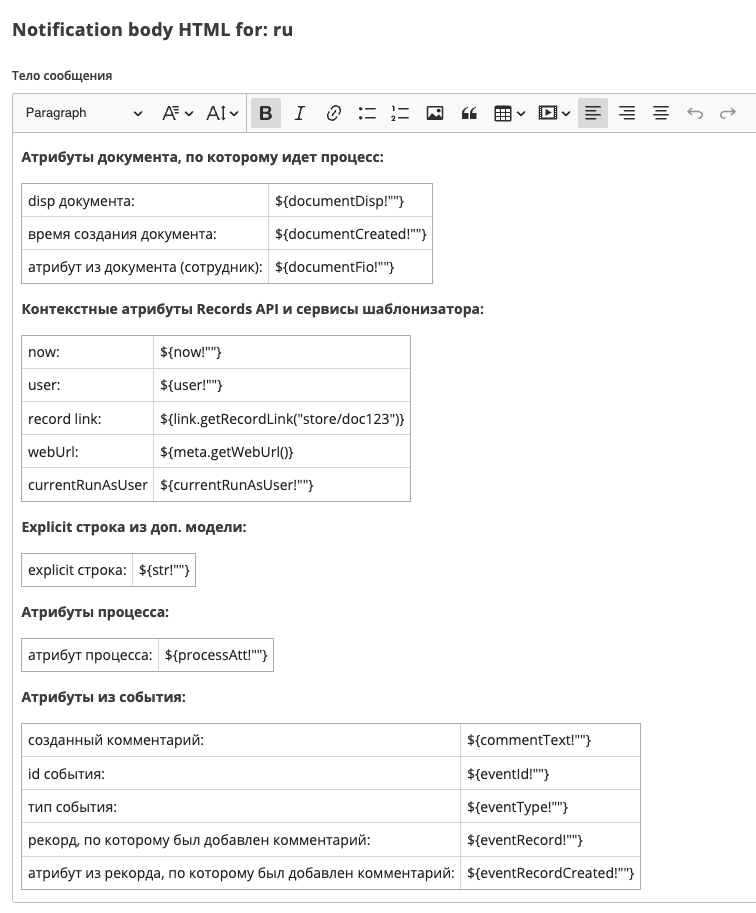 Notification body HTML for: ru
Тело сообщения
Paragraph
Атрибуты документа, по которому идет процесс:
disp документа: ${documentDisp!""}
время создания документа: ${documentCreated!""}
атрибут из документа (сотрудник): ${documentFio!""}
Контекстные атрибуты Records API и сервисы шаблонизатора:
now: ${now!""}
user: ${user!""}
record link: ${link.getRecordLink("store/doc123")}
webUrl: ${meta.getWebUrl()}
currentRunAsUser ${currentRunAsUser!""}
Explicit строка из доп. модели:
explicit строка: ${str!""}
Атрибуты процесса:
атрибут процесса: ${processAtt!""}
Атрибуты из события:
созданный комментарий: ${commentText!""}
id события: ${eventId!""}
тип события: ${eventType!""}
рекорд, по которому был добавлен комментарий: ${eventRecord!""}
атрибут из рекорда, по которому был добавлен комментарий: ${eventRecordCreated!""}